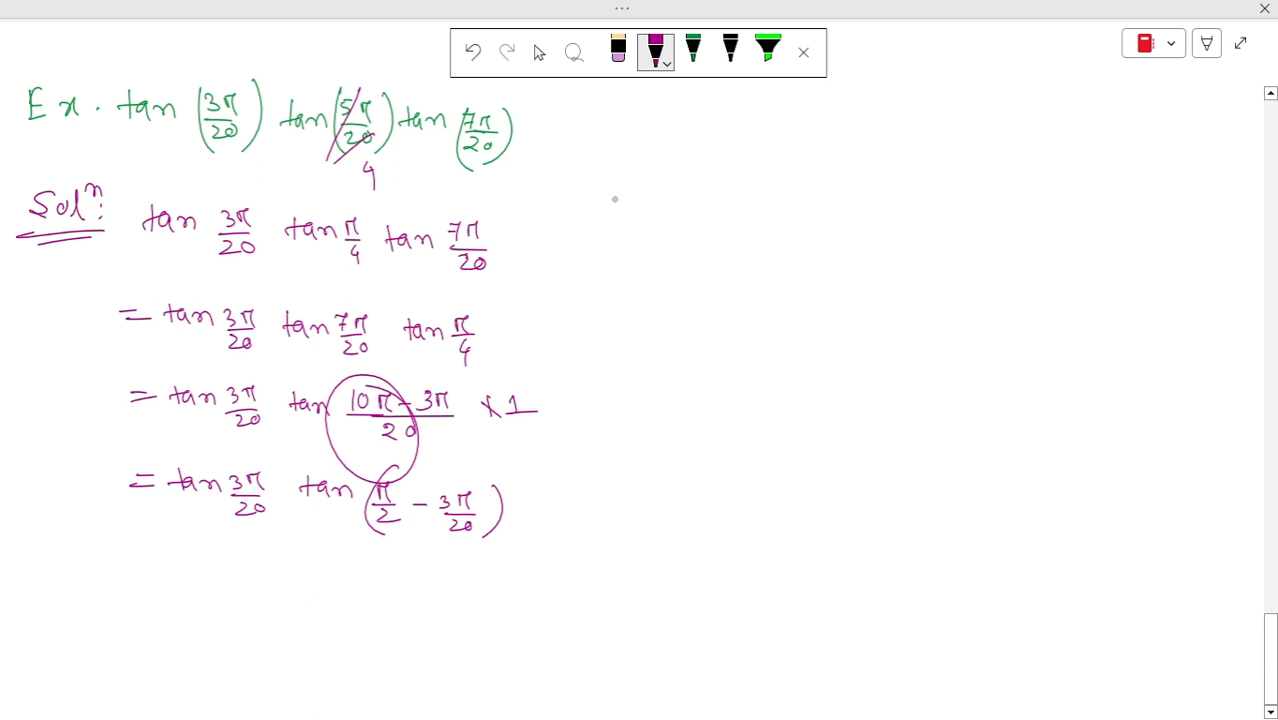 Ex. tan (3π/20) tan (5π/20) tan (7π/20)
4
Solⁿ: tan 3π/20 tan π/4 tan 7π/20
= tan 3π/20 tan 7π/20 tan π/4
= tan 3π/20 tan 10π - 3π/20 × 1
= tan 3π/20 tan (π/2 - 3π/20)